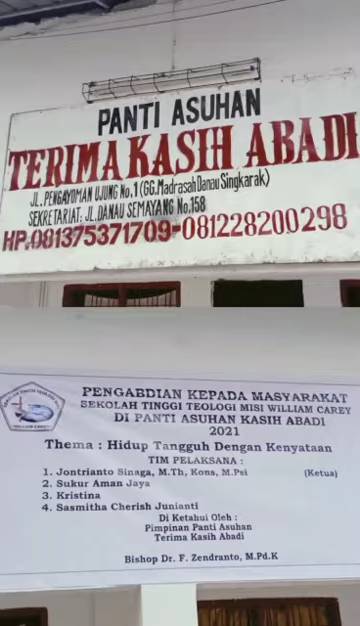 PANTI ASUHAN
TERIMA KASIH ABADI
JL. PENGAYOMAN UJUNG No,1 (GG.Madrasah Danau Singkarak)
SEKRETARIAT: JL.DANAU SEMAYANG No.158
HP.081375371709-081228200298
PENGABDIAN KEPADA MASYARAKAT
SEKOLAH TINGGI TEOLOGI MISI WILLIAM CAREY
DI PANTI ASUHAN KASIH ABADI
2021
Thema : Hidup Tangguh Dengan Kenyataan
TIM PELAKSANA :
1. Jontrianto Sinaga, M.Th, Kons, M.Psi (Ketua)
2. Sukur Aman Jaya
3. Kristina
4. Sasmitha Cherish Junianti
Di Ketahui Oleh :
Pimpinan Panti Asuhan
Terima Kasih Abadi
Bishop Dr. F. Zendranto, M.Pd.K